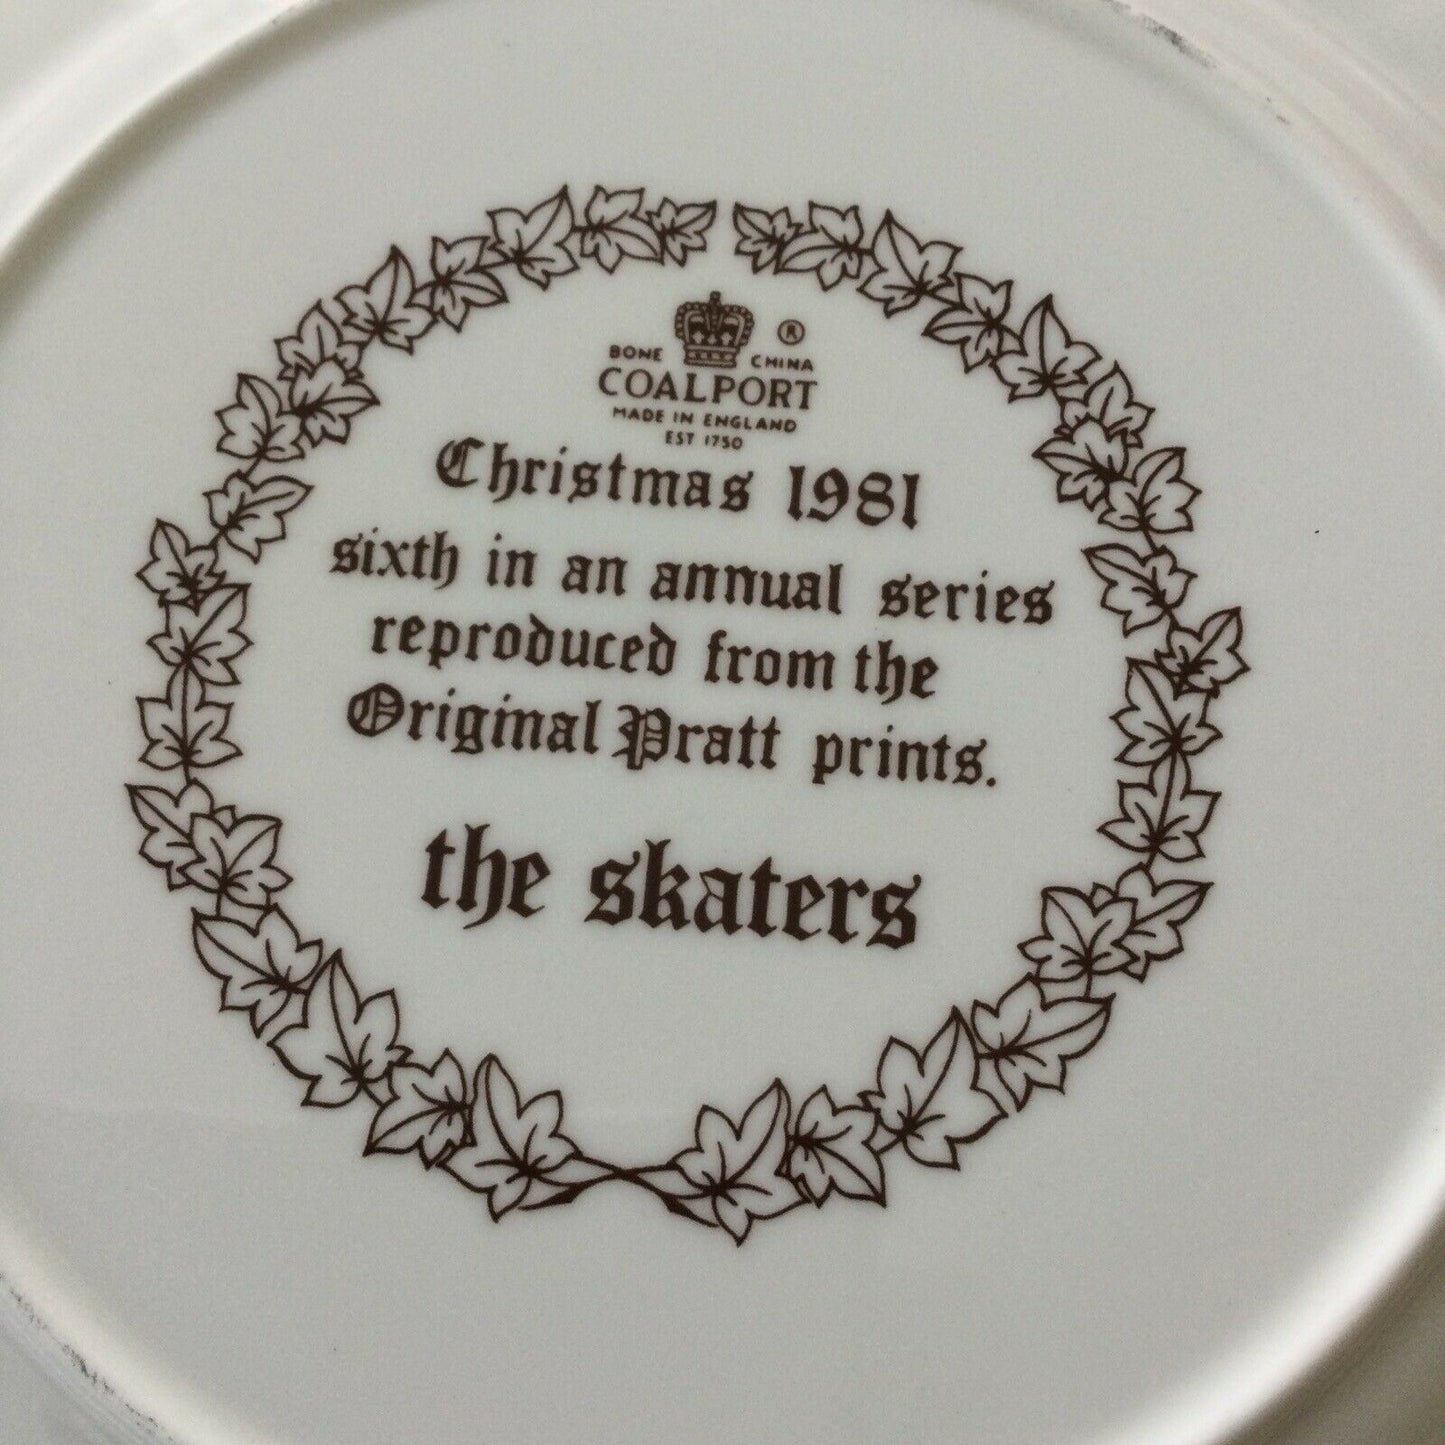 ®
BONE CHINA
COALPORT
MADE IN ENGLAND
EST 1750
Christmas 1981
sixth in an annual series
reproduced from the
Original Pratt prints.
the skaters